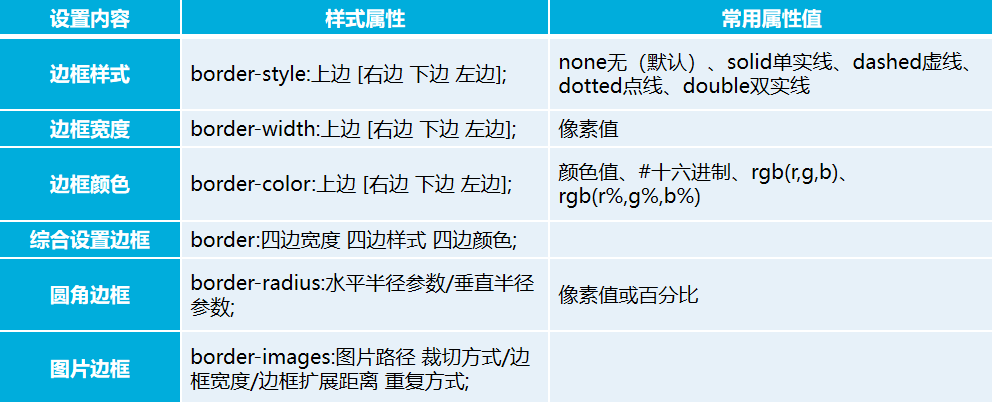 设置内容 样式属性 常用属性值
边框样式 border-style:上边 [右边 下边 左边]; none无（默认）、solid单实线、dashed虚线、
dotted点线、double双实线
边框宽度 border-width:上边 [右边 下边 左边]; 像素值
边框颜色 border-color:上边 [右边 下边 左边]; 颜色值、#十六进制、rgb(r,g,b)、
rgb(r%,g%,b%)
综合设置边框 border:四边宽度 四边样式 四边颜色;
圆角边框 border-radius:水平半径参数/垂直半径
参数; 像素值或百分比
图片边框 border-images:图片路径 裁切方式/边
框宽度/边框扩展距离 重复方式;